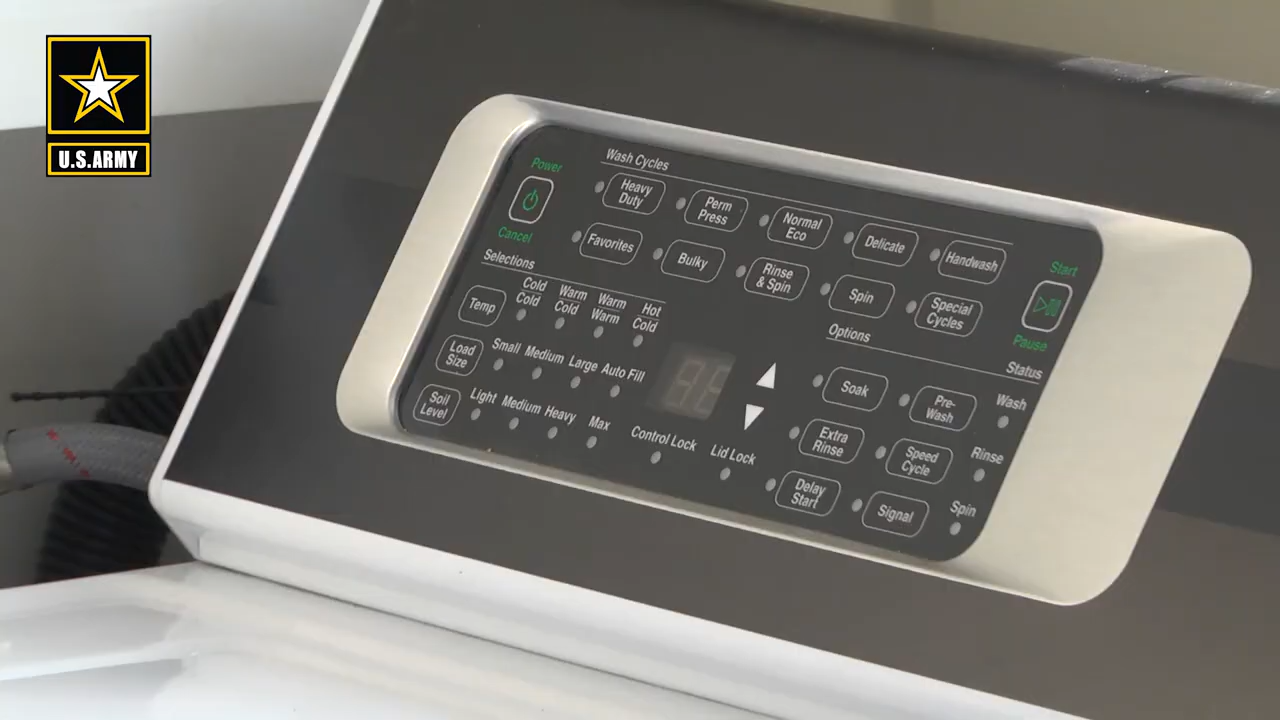 U.S.ARMY
Power
Cancel
Wash Cycles
Heavy
Duty
Perm
Press
Normal
Eco
Delicate
Handwash
Favorites
Bulky
Rinse
& Spin
Spin
Special
Cycles
Start
Pause
Selections
Temp
Cold
Cold
Warm
Cold
Warm
Warm
Hot
Cold
Load
Size
Small
Medium
Large
Auto Fill
Soil
Level
Light
Medium
Heavy
Max
Control Lock
Lid Lock
Options
Soak
Pre-
Wash
Extra
Rinse
Speed
Cycle
Delay
Start
Signal
Status
Wash
Rinse
Spin